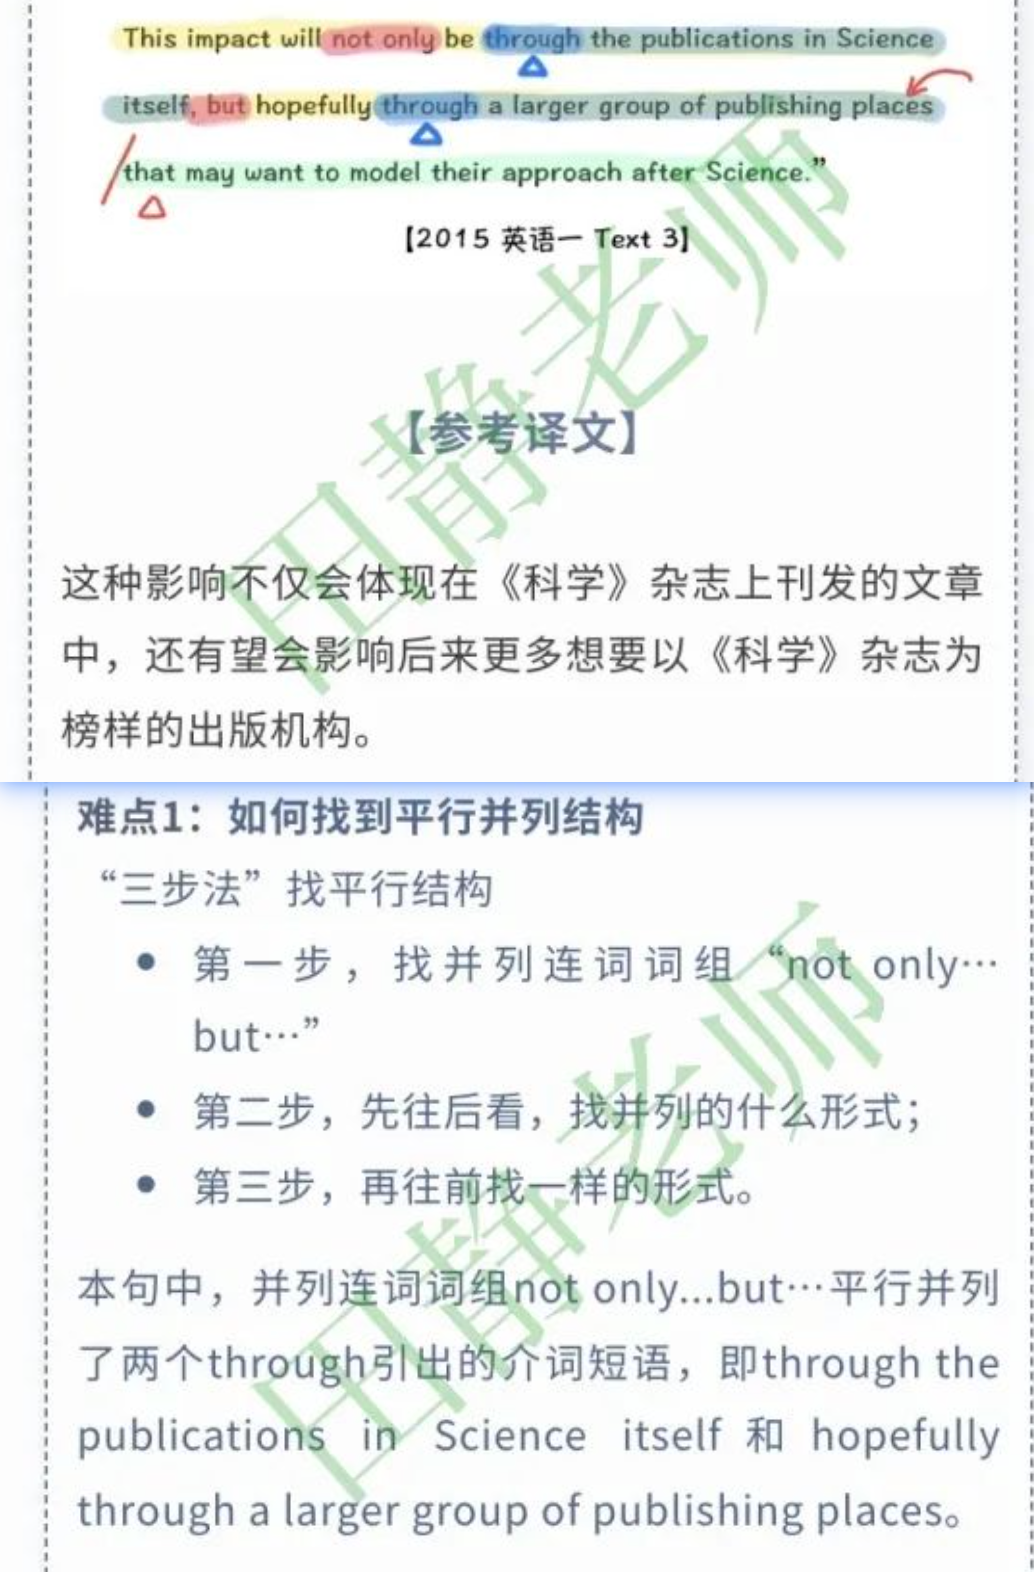 This impact will not only be through the publications in Science
itself, but hopefully through a larger group of publishing places
that may want to model their approach after Science.”
【2015 英语一 Text 3】
【参考译文】
这种影响不仅会体现在《科学》杂志上刊发的文章
中，还有望会影响后来更多想要以《科学》杂志为
榜样的出版机构。
难点1：如何找到平行并列结构
“三步法”找平行结构
● 第一步，找并列连词词组“not only…
but…”
● 第二步，先往后看，找并列的什么形式；
● 第三步，再往前找一样的形式。
本句中，并列连词词组not only...but…平行并列
了两个through引出的介词短语，即through the
publications in Science itself 和 hopefully
through a larger group of publishing places。
田静老师
田静老师